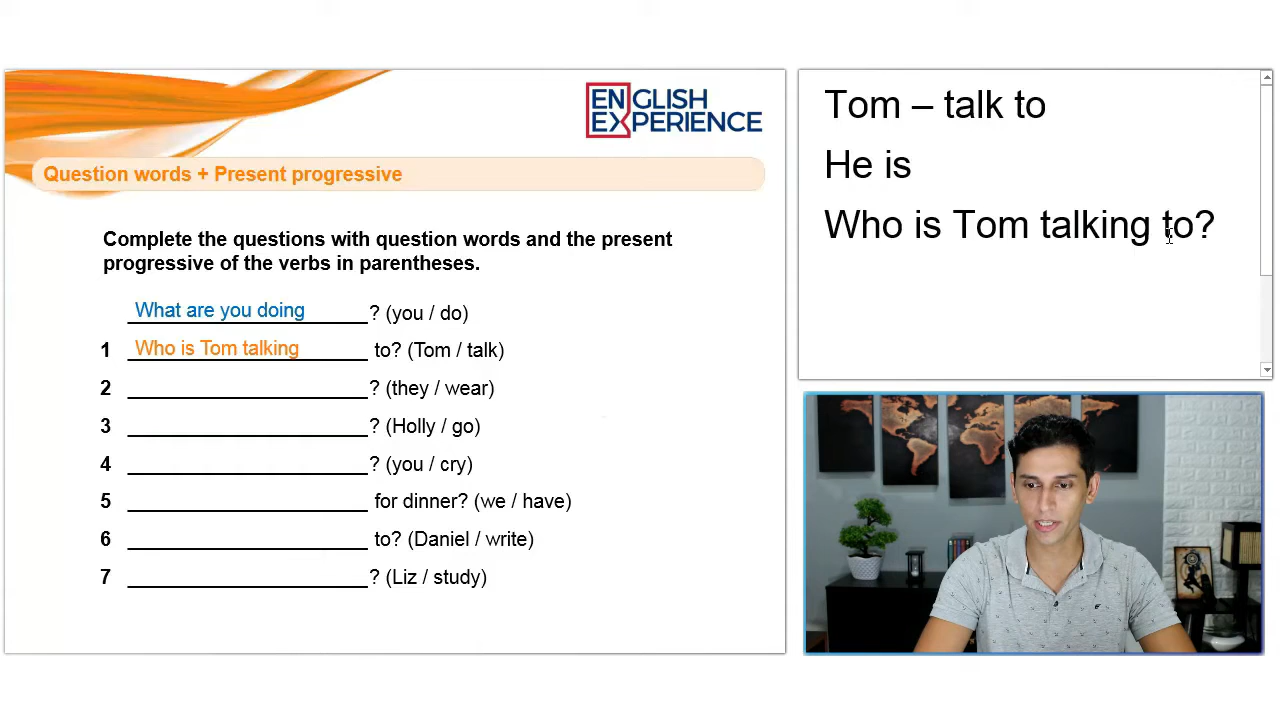 ENGLISH
EXPERIENCE
Question words + Present progressive
Complete the questions with question words and the present
progressive of the verbs in parentheses.
What are you doing ? (you / do)
1 Who is Tom talking to? (Tom / talk)
2 ? (they / wear)
3 ? (Holly / go)
4 ? (you / cry)
5 for dinner? (we / have)
6 to? (Daniel / write)
7 ? (Liz / study)
Tom – talk to
He is
Who is Tom talking to?